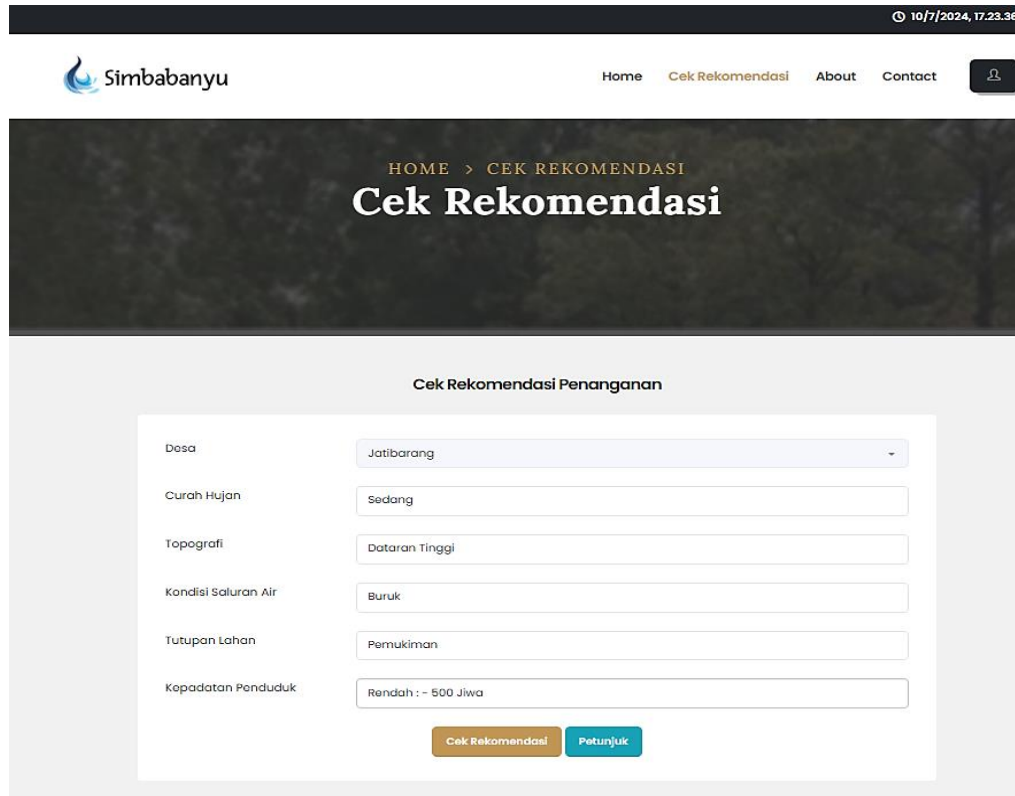 10/7/2024, 17.23.36
Simbabanyu
Home Cek Rekomendasi About Contact
HOME > CEK REKOMENDASI
Cek Rekomendasi
Cek Rekomendasi Penanganan
Desa Jatibarang
Curah Hujan Sedang
Topografi Dataran Tinggi
Kondisi Saluran Air Buruk
Tutupan Lahan Pemukiman
Kepadatan Penduduk Rendah : - 500 Jiwa
Cek Rekomendasi Petunjuk